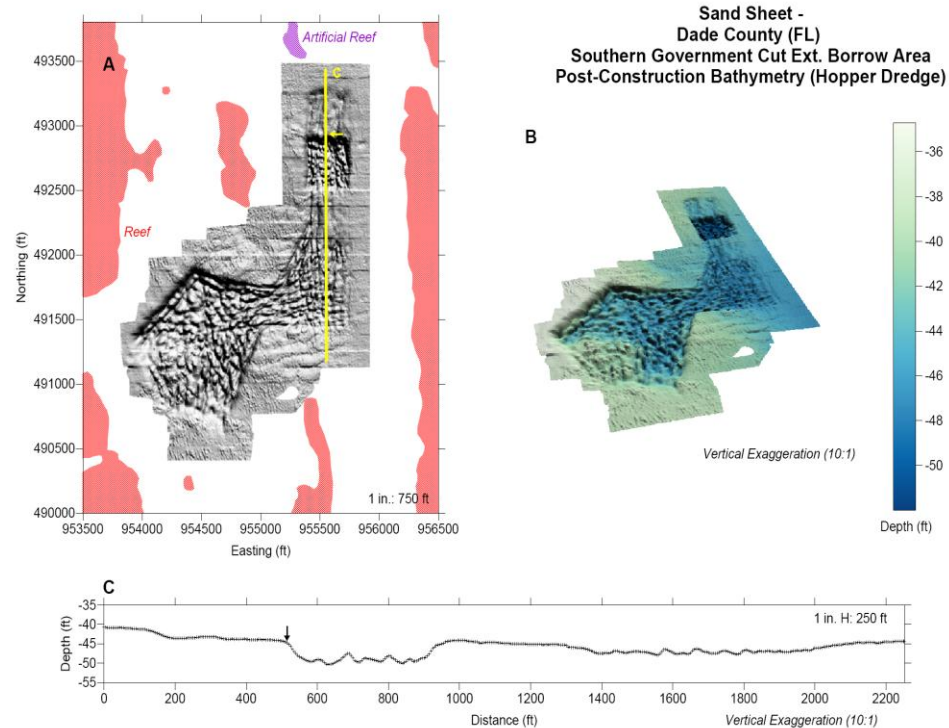 Sand Sheet -
Dade County (FL)
Southern Government Cut Ext. Borrow Area
Post-Construction Bathymetry (Hopper Dredge)
A
Artificial Reef
C
Reef
Northing (ft)
493500
493000
492500
492000
491500
491000
490500
490000
1 in.: 750 ft
953500 954000 954500 955000 955500 956000 956500
Easting (ft)
B
-36
-38
-40
-42
-44
-46
-48
-50
Vertical Exaggeration (10:1)
Depth (ft)
C
Depth (ft)
-35
-40
-45
-50
-55
1 in. H: 250 ft
0 200 400 600 800 1000 1200 1400 1600 1800 2000 2200
Distance (ft)
Vertical Exaggeration (10:1)